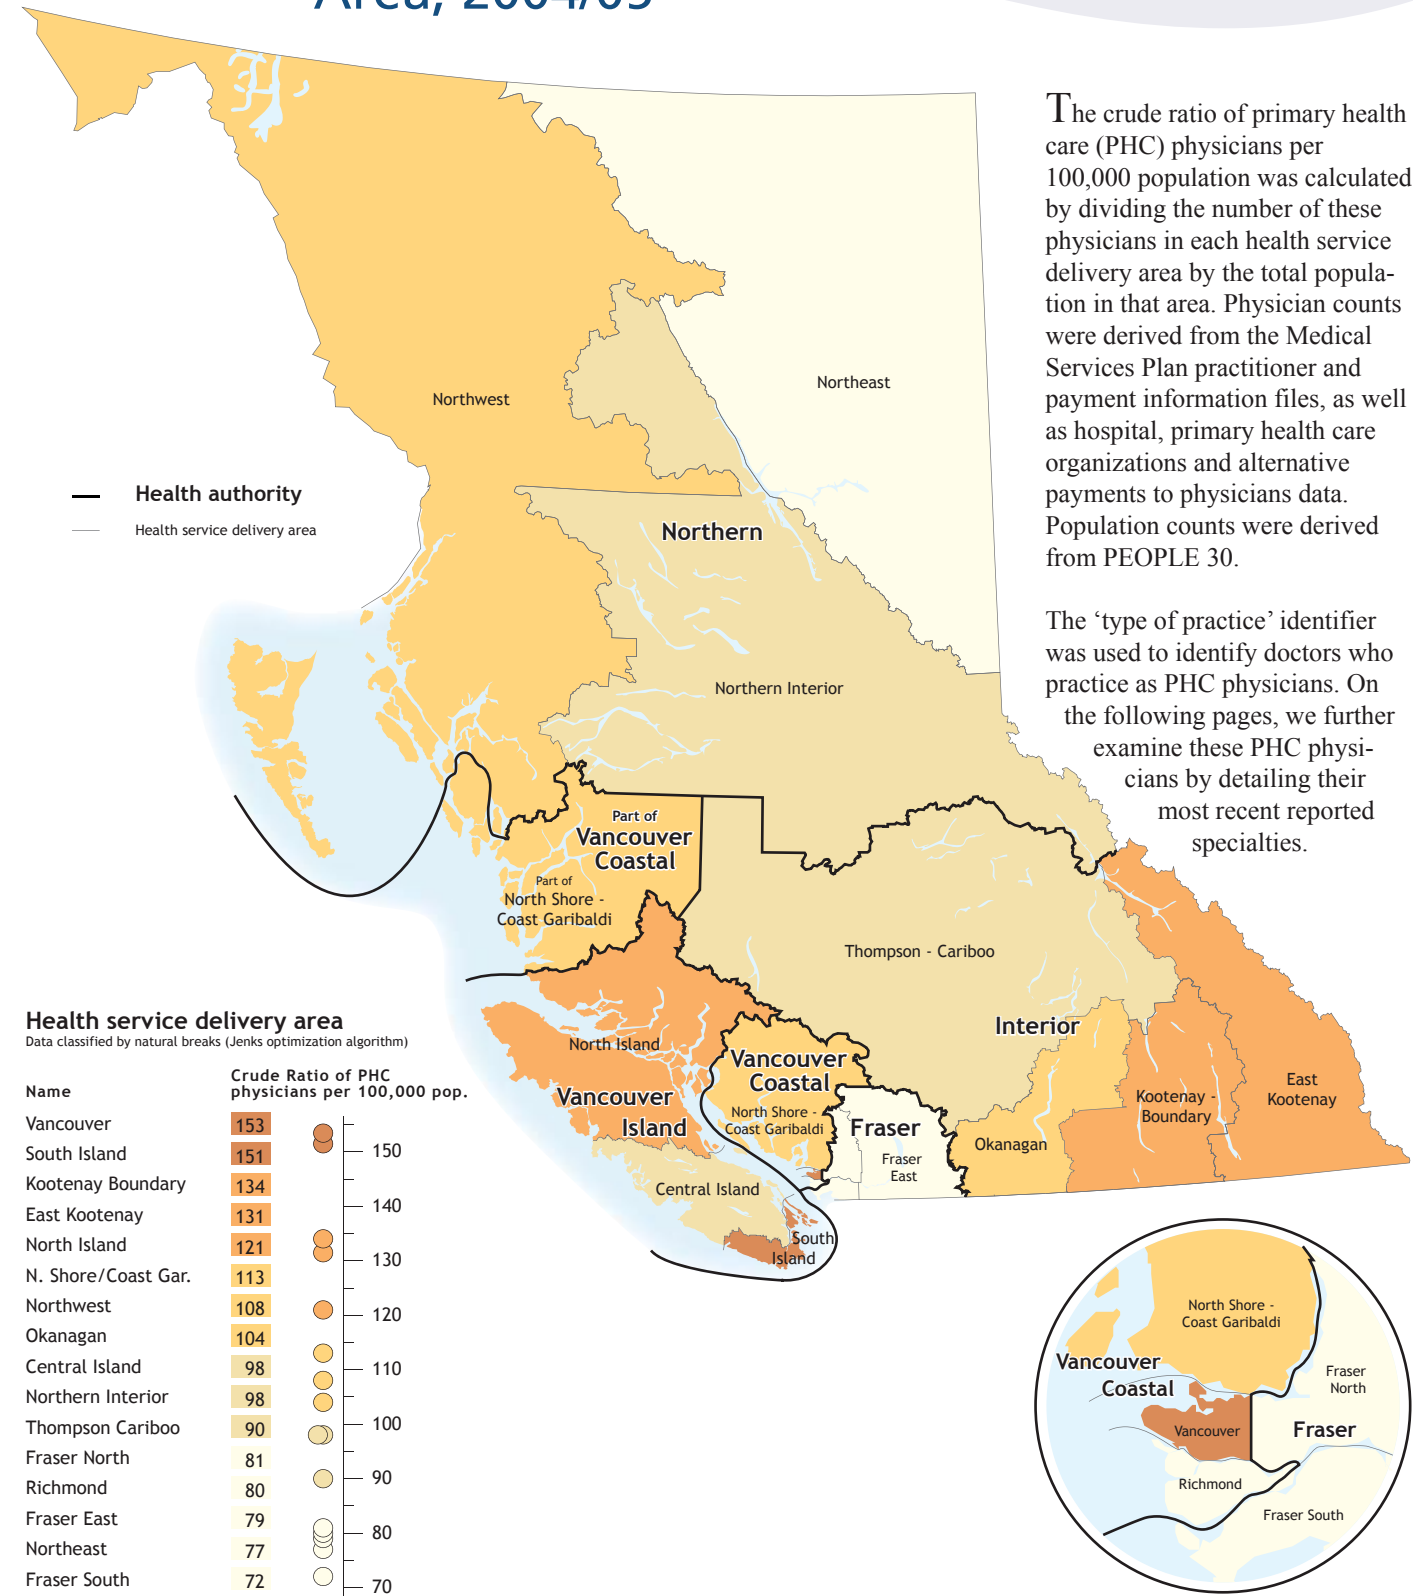 Area, 2004/05
The crude ratio of primary health
care (PHC) physicians per
100,000 population was calculated
by dividing the number of these
physicians in each health service
delivery area by the total popula-
tion in that area. Physician counts
were derived from the Medical
Services Plan practitioner and
payment information files, as well
as hospital, primary health care
organizations and alternative
payments to physicians data.
Population counts were derived
from PEOPLE 30.
The ‘type of practice’ identifier
was used to identify doctors who
practice as PHC physicians. On
the following pages, we further
examine these PHC physi-
cians by detailing their
most recent reported
specialties.
Northeast
Northwest
Health authority
Health service delivery area
Northern
Northern Interior
Part of
Vancouver
Coastal
Part of
North Shore -
Coast Garibaldi
Thompson - Cariboo
Interior
North Island
Vancouver
Island
Vancouver
Coastal
North Shore -
Coast Garibaldi
Fraser
Fraser
East
Okanagan
Kootenay -
Boundary
East
Kootenay
Central Island
South
Island
Health service delivery area
Data classified by natural breaks (Jenks optimization algorithm)
Name
Crude Ratio of PHC
physicians per 100,000 pop.
Vancouver 153
South Island 151
Kootenay Boundary 134
East Kootenay 131
North Island 121
N. Shore/Coast Gar. 113
Northwest 108
Okanagan 104
Central Island 98
Northern Interior 98
Thompson Cariboo 90
Fraser North 81
Richmond 80
Fraser East 79
Northeast 77
Fraser South 72
150
140
130
120
110
100
90
80
70
North Shore -
Coast Garibaldi
Vancouver
Coastal
Fraser
North
Vancouver
Fraser
Richmond
Fraser South